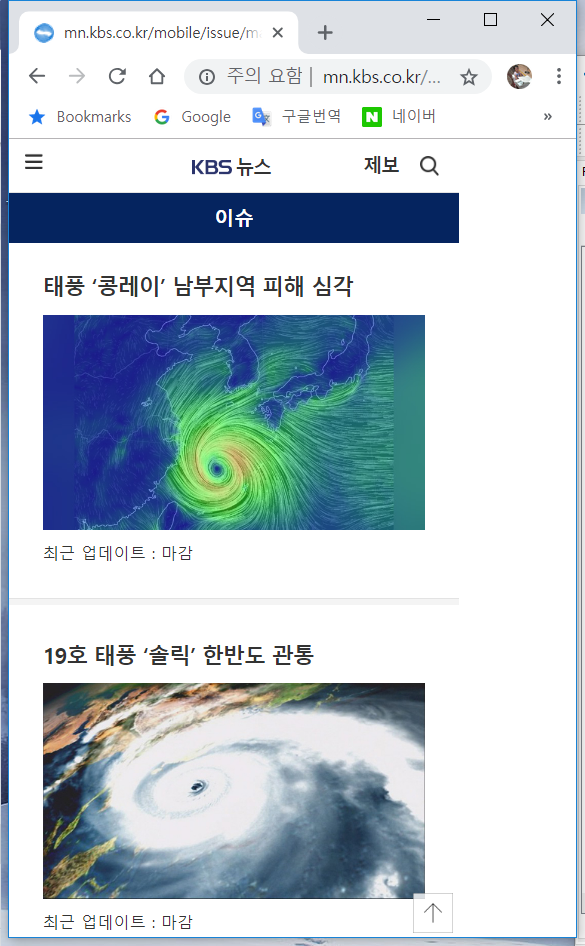 mn.kbs.co.kr/mobile/issue/m
주의 요함 | mn.kbs.co.kr/...
Bookmarks Google 구글번역 네이버 »
KBS 뉴스 제보
이슈
태풍 ‘콩레이’ 남부지역 피해 심각
최근 업데이트 : 마감
19호 태풍 ‘솔릭’ 한반도 관통
최근 업데이트 : 마감